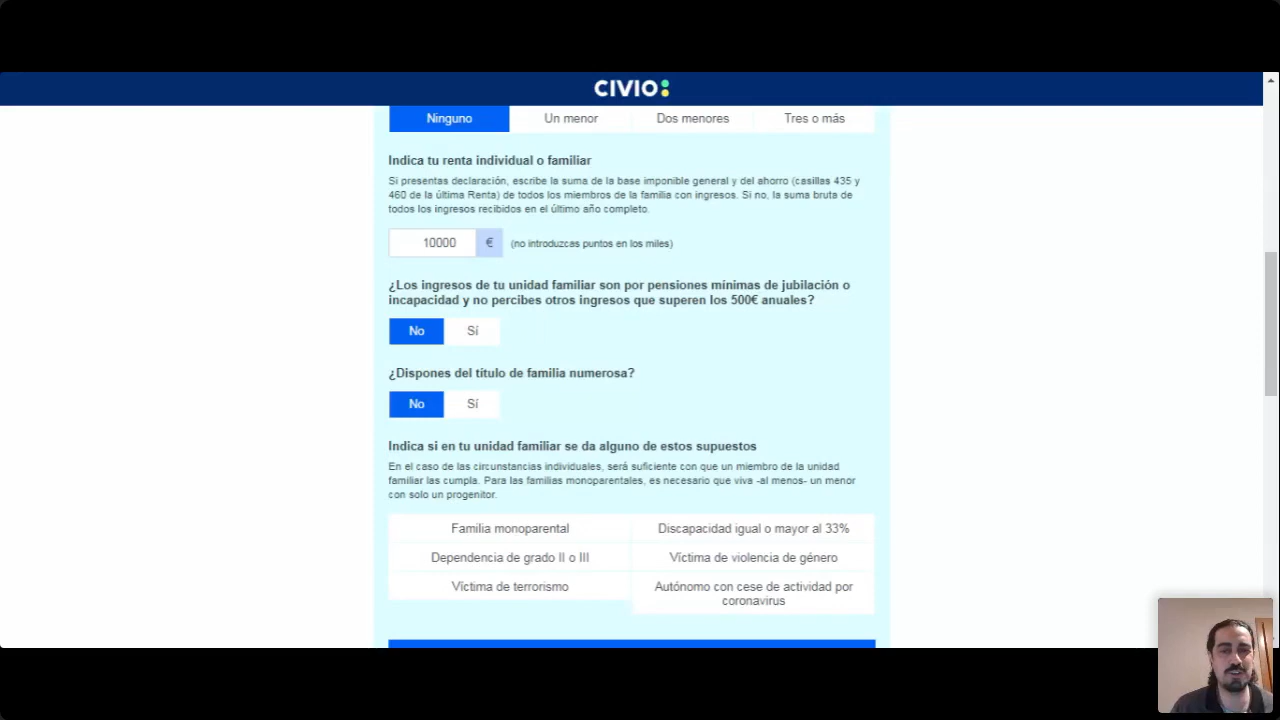 CIVIO
Ninguno
Un menor
Dos menores
Tres o más
Indica tu renta individual o familiar
Si presentas declaración, escribe la suma de la base imponible general y del ahorro (casillas 435 y
460 de la última Renta) de todos los miembros de la familia con ingresos. Si no, la suma bruta de
todos los ingresos recibidos en el último año completo.
10000 € (no introduzcas puntos en los miles)
¿Los ingresos de tu unidad familiar son por pensiones mínimas de jubilación o
incapacidad y no percibes otros ingresos que superen los 500€ anuales?
No
Sí
¿Dispones del título de familia numerosa?
No
Sí
Indica si en tu unidad familiar se da alguno de estos supuestos
En el caso de las circunstancias individuales, será suficiente con que un miembro de la unidad
familiar las cumpla. Para las familias monoparentales, es necesario que viva -al menos- un menor
con solo un progenitor.
Familia monoparental
Discapacidad igual o mayor al 33%
Dependencia de grado II o III
Víctima de violencia de género
Víctima de terrorismo
Autónomo con cese de actividad por
coronavirus